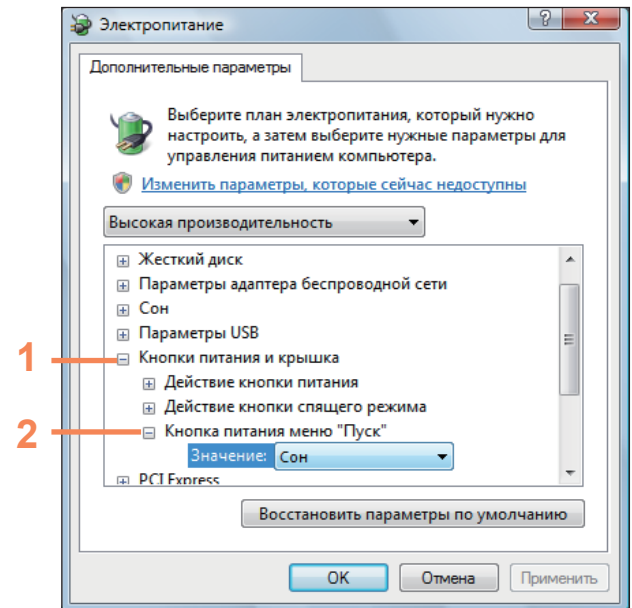 Электропитание
Дополнительные параметры
Выберите план электропитания, который нужно
настроить, а затем выберите нужные параметры для
управления питанием компьютера.
Изменить параметры, которые сейчас недоступны
Высокая производительность
Жесткий диск
Параметры адаптера беспроводной сети
Сон
Параметры USB
1 Кнопки питания и крышка
Действие кнопки питания
Действие кнопки спящего режима
2 Кнопка питания меню "Пуск"
Значение: Сон
PCI Express
Восстановить параметры по умолчанию
OK Отмена Применить